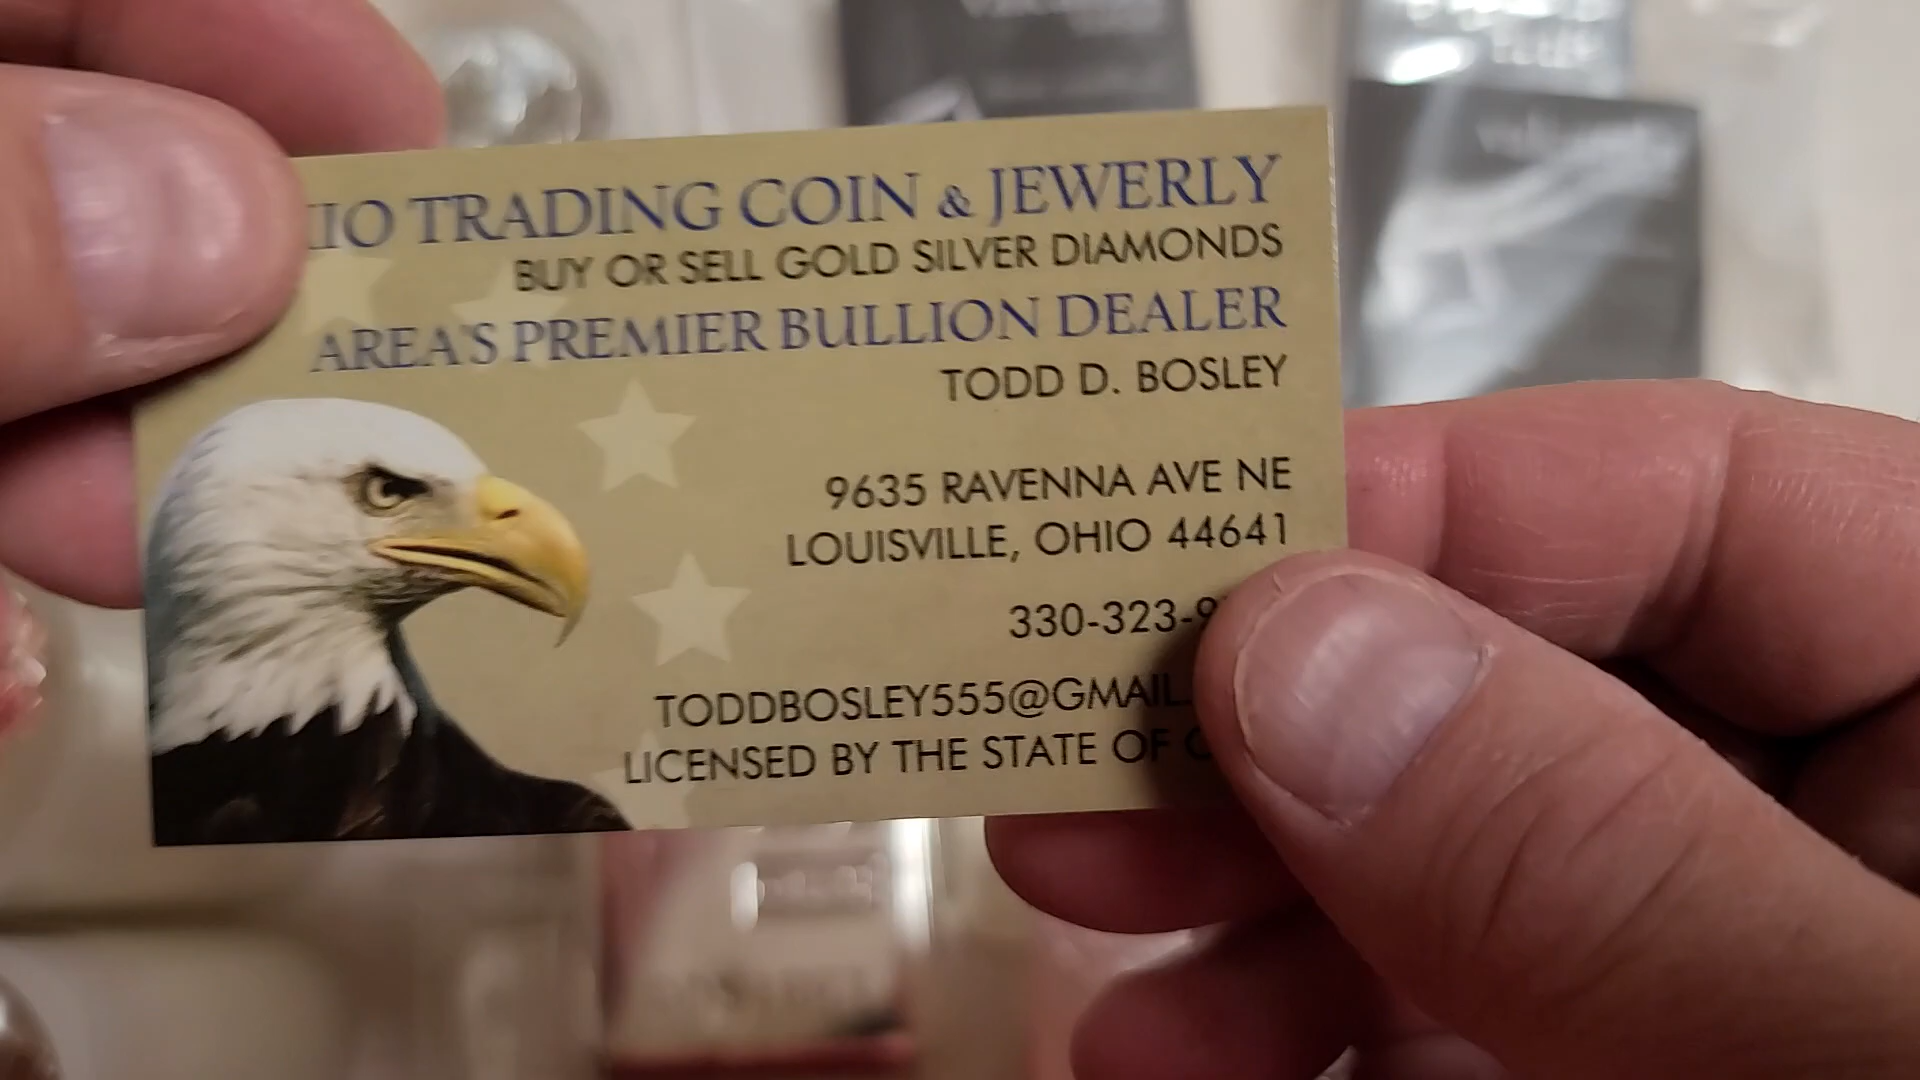 TRADING COIN & JEWERLY
BUY OR SELL GOLD SILVER DIAMONDS
AREA'S PREMIER BULLION DEALER
TODD D. BOSLEY
9635 RAVENNA AVE NE
LOUISVILLE, OHIO 44641
330-323-9
TODDBOSLEY555@GMAIL.
LICENSED BY THE STATE OF